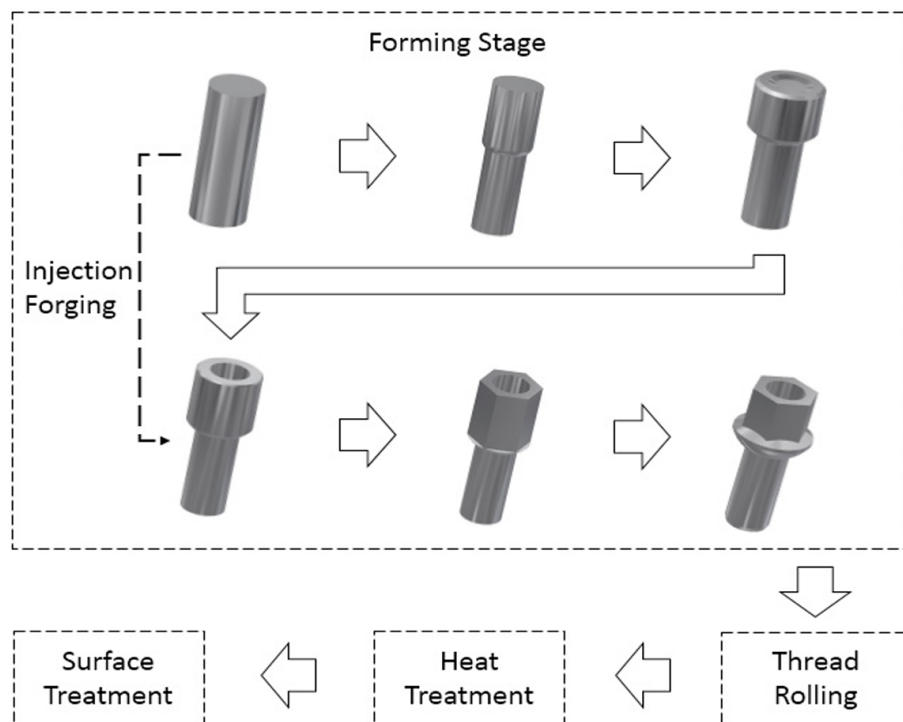 Forming Stage
Injection
Forging
Surface
Treatment
Heat
Treatment
Thread
Rolling